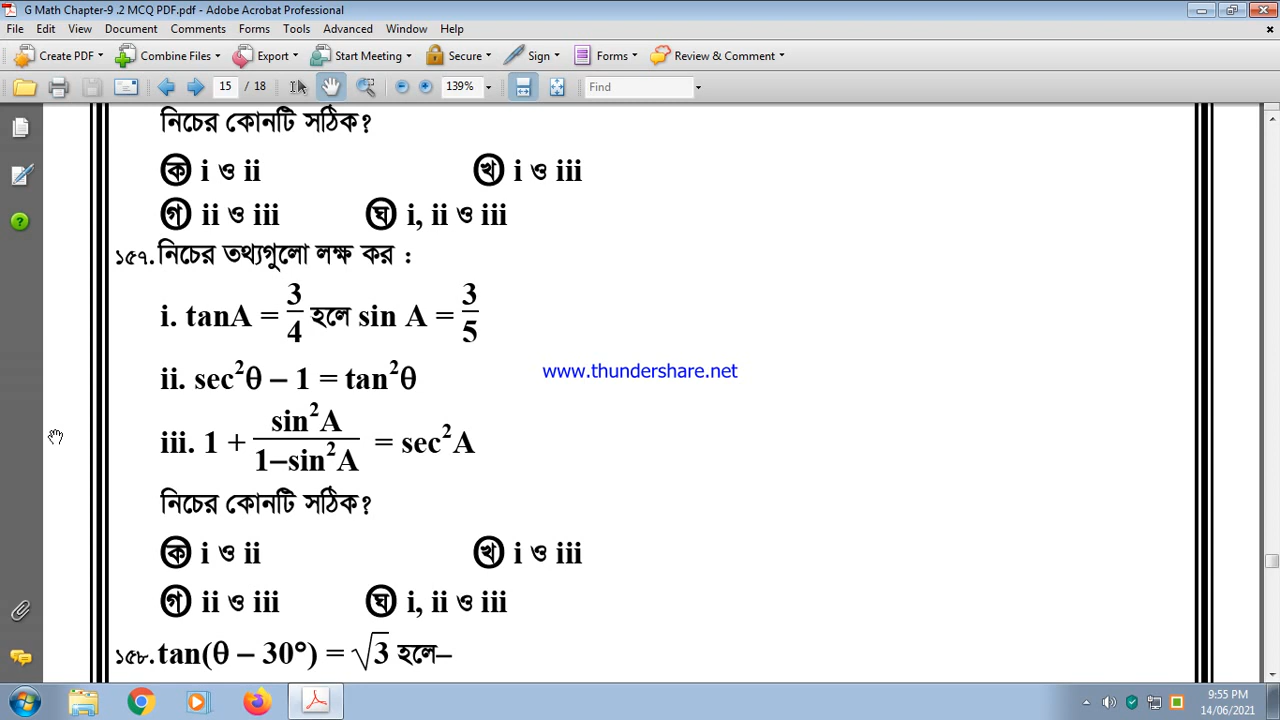 G Math Chapter-9 .2 MCQ PDF.pdf - Adobe Acrobat Professional
File Edit View Document Comments Forms Tools Advanced Window Help
Create PDF Combine Files Export Start Meeting Secure Sign Forms Review & Comment
15 / 18 139% Find
নিচের কোনটি সঠিক?
ক i ও ii খ i ও iii
গ ii ও iii ঘ i, ii ও iii
১৫৭. নিচের তথ্যগুলো লক্ষ কর :
i. tanA = 3/4 হলে sin A = 3/5
ii. sec²θ – 1 = tan²θ
www.thundershare.net
iii. 1 + sin²A/1–sin²A = sec²A
নিচের কোনটি সঠিক?
ক i ও ii খ i ও iii
গ ii ও iii ঘ i, ii ও iii
১৫৮. tan(θ – 30°) = √3 হলে–
9:55 PM
14/06/2021